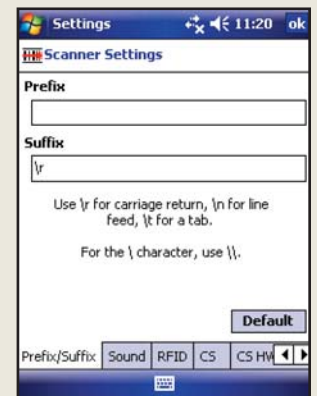 Settings 11:20 ok
Scanner Settings
Prefix
Suffix
\r
Use \r for carriage return, \n for line
feed, \t for a tab.
For the \ character, use \\.
Default
Prefix/Suffix Sound RFID CS CS HW